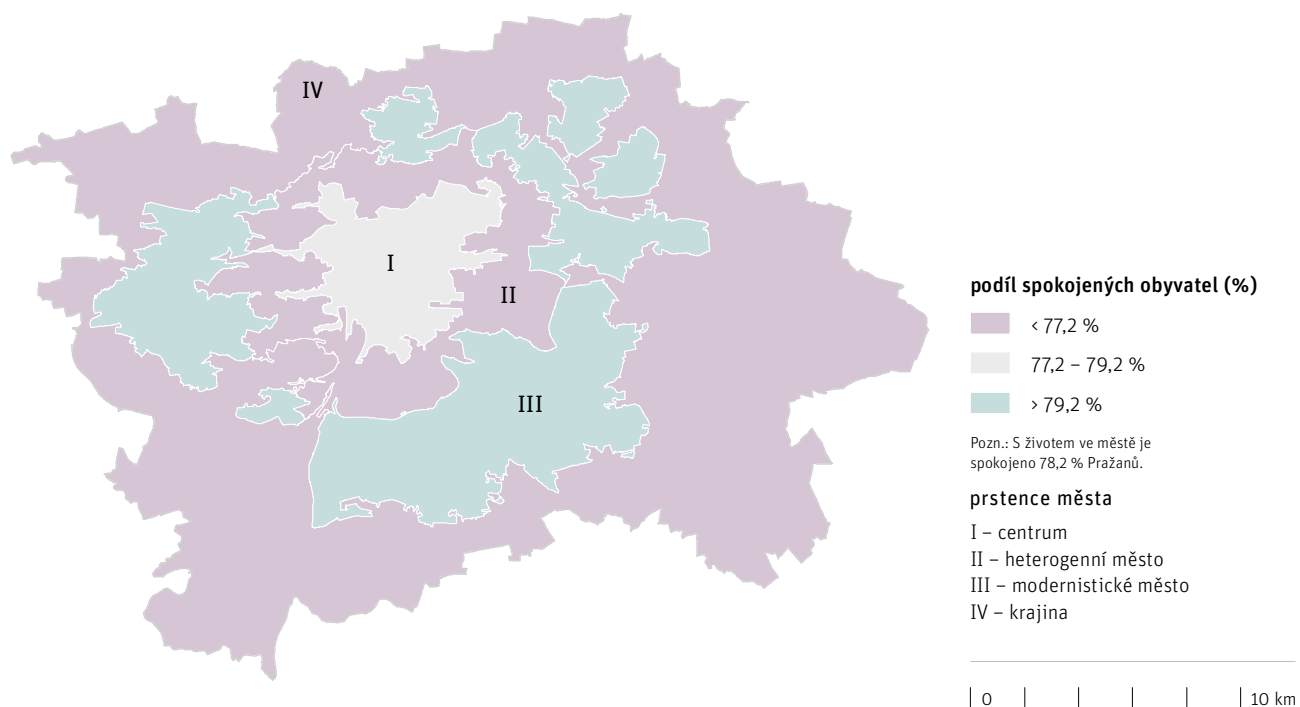 IV
I
II
III
podíl spokojených obyvatel (%)
< 77,2 %
77,2 – 79,2 %
> 79,2 %
Pozn.: S životem ve městě je
spokojeno 78,2 % Pražanů.
prstence města
I – centrum
II – heterogenní město
III – modernistické město
IV – krajina
0 10 km